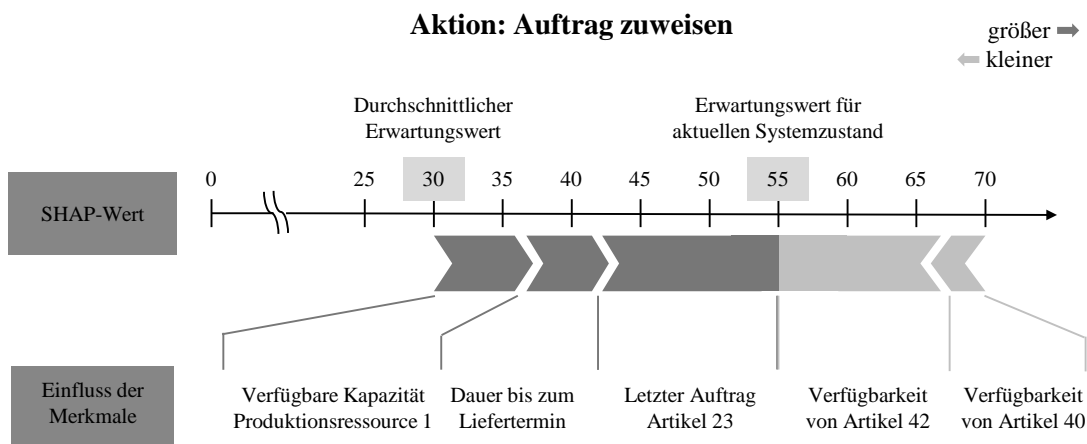 Aktion: Auftrag zuweisen
größer
kleiner
Durchschnittlicher
Erwartungswert
Erwartungswert für
aktuellen Systemzustand
0 25 30 35 40 45 50 55 60 65 70
SHAP-Wert
Einfluss der
Merkmale
Verfügbare Kapazität
Produktionsressource 1
Dauer bis zum
Liefertermin
Letzter Auftrag
Artikel 23
Verfügbarkeit
von Artikel 42
Verfügbarkeit
von Artikel 40